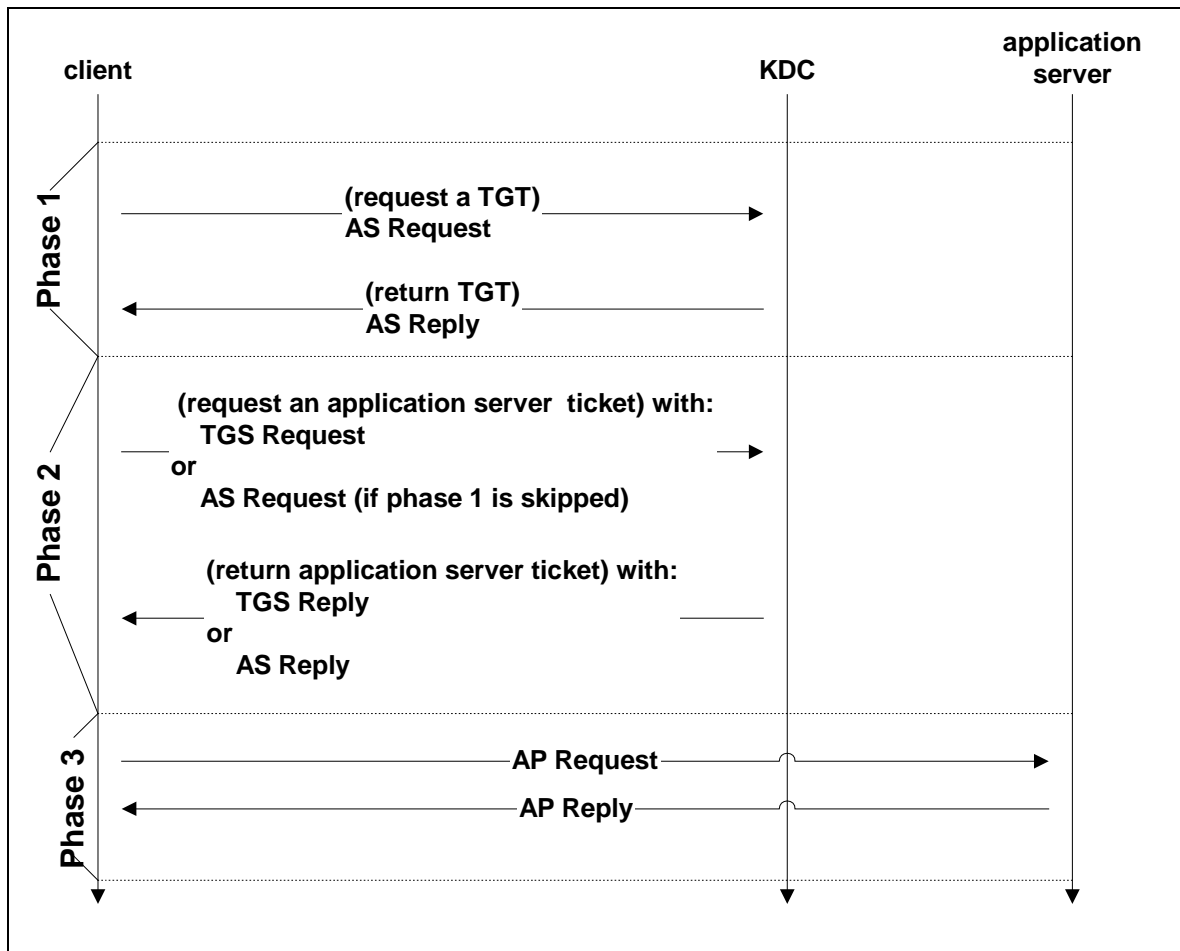 client
KDC
application
server
Phase 1
(request a TGT)
AS Request
(return TGT)
AS Reply
Phase 2
(request an application server ticket) with:
TGS Request
or
AS Request (if phase 1 is skipped)
(return application server ticket) with:
TGS Reply
or
AS Reply
Phase 3
AP Request
AP Reply